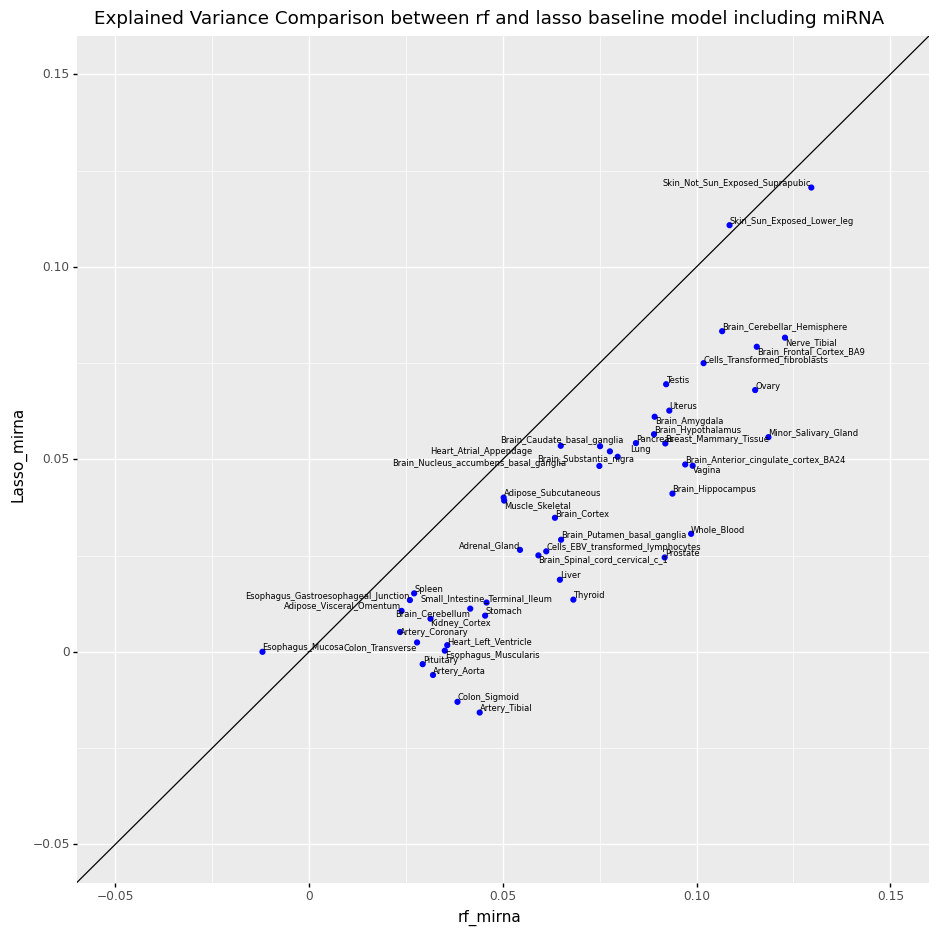 Explained Variance Comparison between rf and lasso baseline model including miRNA
0.15
Skin_Not_Sun_Exposed_Suprapubic
Skin_Sun_Exposed_Lower_leg
0.10
Brain_Cerebellar_Hemisphere
Nerve_Tibial
Brain_Frontal_Cortex_BA9
Cells_Transformed_fibroblasts
Testis
Ovary
Uterus
Brain_Amygdala
Brain_Hypothalamus
Minor_Salivary_Gland
Brain_Caudate_basal_ganglia
Pancreas
Breast_Mammary_Tissue
Heart_Atrial_Appendage
Lung
0.05
Brain_Substantia_nigra
Brain_Anterior_cingulate_cortex_BA24
Brain_Nucleus_accumbens_basal_ganglia
Vagina
Brain_Hippocampus
Adipose_Subcutaneous
Muscle_Skeletal
Brain_Cortex
Whole_Blood
Brain_Putamen_basal_ganglia
Adrenal_Gland
Cells_EBV_transformed_lymphocytes
Prostate
Brain_Spinal_cord_cervical_c_1
Liver
Spleen
Thyroid
Esophagus_Gastroesophageal_Junction
Small_Intestine_Terminal_Ileum
Adipose_Visceral_Omentum
Stomach
Brain_Cerebellum
Kidney_Cortex
Artery_Coronary
Heart_Left_Ventricle
Esophagus_Mucosa
Colon_Transverse
0
Esophagus_Muscularis
Pituitary
Artery_Aorta
Colon_Sigmoid
Artery_Tibial
−0.05
Lasso_mirna
−0.05
0
0.05
0.10
0.15
rf_mirna